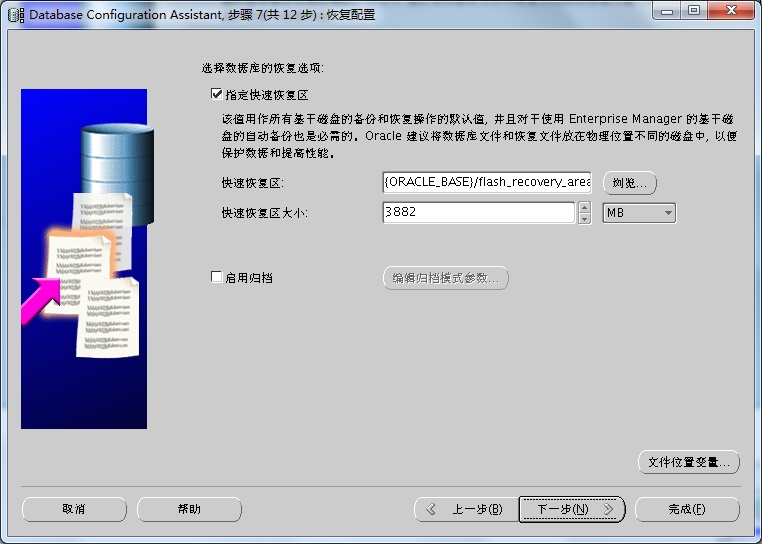 Database Configuration Assistant, 步骤 7(共 12 步) : 恢复配置
选择数据库的恢复选项:
指定快速恢复区
该值用作所有基于磁盘的备份和恢复操作的默认值, 并且对于使用 Enterprise Manager 的基于磁
盘的自动备份也是必需的。Oracle 建议将数据库文件和恢复文件放在物理位置不同的磁盘中, 以便
保护数据和提高性能。
快速恢复区: {ORACLE_BASE}/flash_recovery_area 浏览...
快速恢复区大小: 3882 MB
启用归档 编辑归档模式参数...
文件位置变量...
取消 帮助 上一步(B) 下一步(N) 完成(F)